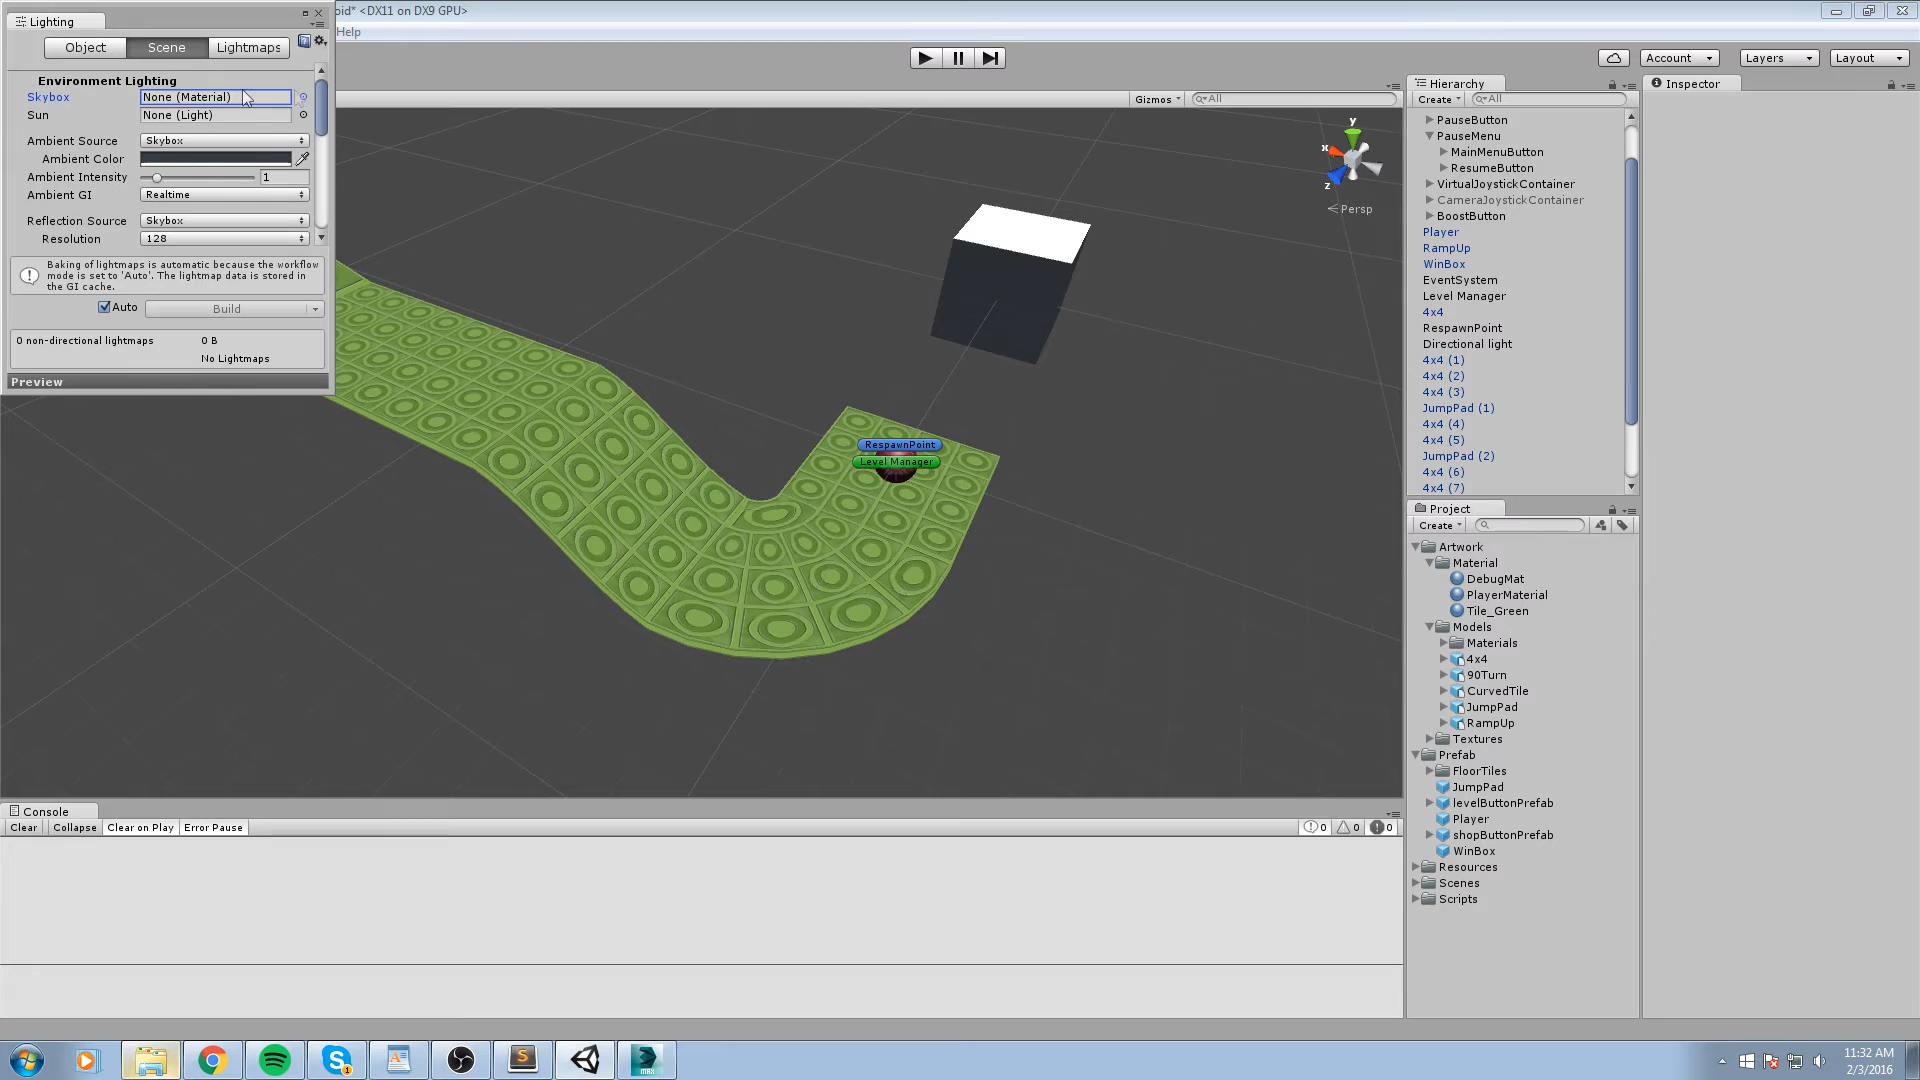 Lighting
oid* <DX11 on DX9 GPU>
Help
Object
Scene
Lightmaps
Environment Lighting
Skybox
None (Material)
Sun
None (Light)
Ambient Source
Skybox
Ambient Color
Ambient Intensity
1
Ambient GI
Realtime
Reflection Source
Skybox
Resolution
128
Baking of lightmaps is automatic because the workflow
mode is set to 'Auto'. The lightmap data is stored in
the GI cache.
Auto
Build
0 non-directional lightmaps
0 B
No Lightmaps
Preview
Account
Layers
Layout
Gizmos
All
y
x
z
Persp
RespawnPoint
Level Manager
Hierarchy
Create
All
PauseButton
PauseMenu
MainMenuButton
ResumeButton
VirtualJoystickContainer
CameraJoystickContainer
BoostButton
Player
RampUp
WinBox
EventSystem
Level Manager
4x4
RespawnPoint
Directional light
4x4 (1)
4x4 (2)
4x4 (3)
JumpPad (1)
4x4 (4)
4x4 (5)
JumpPad (2)
4x4 (6)
4x4 (7)
Inspector
Project
Create
Artwork
Material
DebugMat
PlayerMaterial
Tile_Green
Models
Materials
4x4
90Turn
CurvedTile
JumpPad
RampUp
Textures
Prefab
FloorTiles
JumpPad
levelButtonPrefab
Player
shopButtonPrefab
WinBox
Resources
Scenes
Scripts
Console
Clear
Collapse
Clear on Play
Error Pause
0
0
0
S
1
S
MAX
11:32 AM
2/3/2016